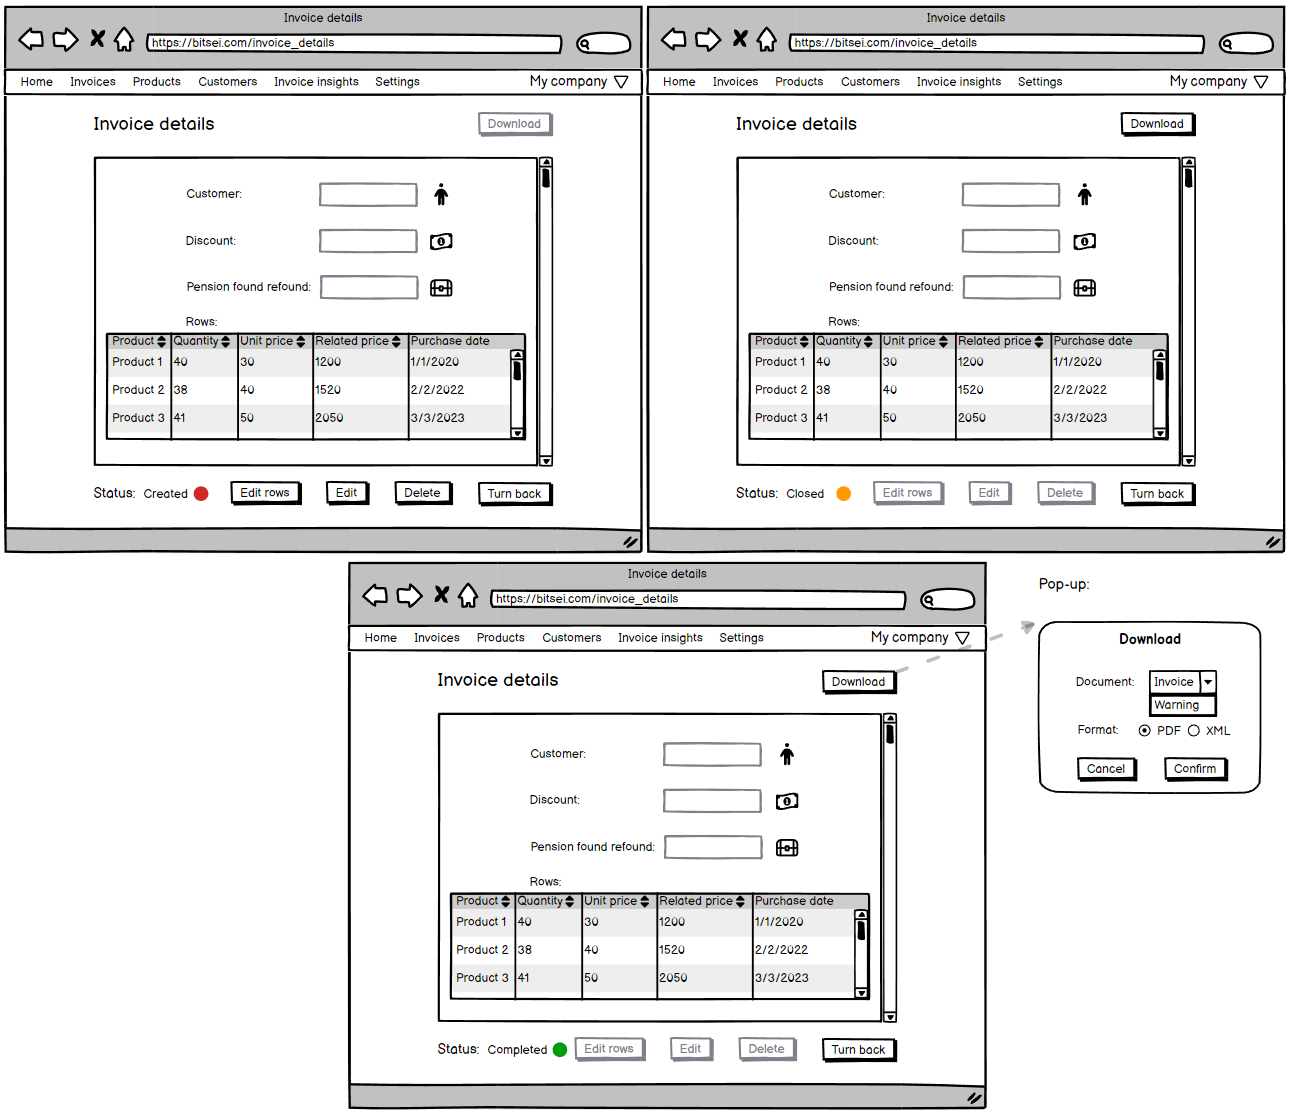 Invoice details
https://bitsei.com/invoice_details
Home Invoices Products Customers Invoice insights Settings My company
Invoice details Download
Customer:
Discount:
Pension found refound:
Rows:
Product Quantity Unit price Related price Purchase date
Product 1 40 30 1200 1/1/2020
Product 2 38 40 1520 2/2/2022
Product 3 41 50 2050 3/3/2023
Status: Created Edit rows Edit Delete Turn back
Invoice details
https://bitsei.com/invoice_details
Home Invoices Products Customers Invoice insights Settings My company
Invoice details Download
Customer:
Discount:
Pension found refound:
Rows:
Product Quantity Unit price Related price Purchase date
Product 1 40 30 1200 1/1/2020
Product 2 38 40 1520 2/2/2022
Product 3 41 50 2050 3/3/2023
Status: Closed Edit rows Edit Delete Turn back
Invoice details
https://bitsei.com/invoice_details
Home Invoices Products Customers Invoice insights Settings My company
Invoice details Download
Customer:
Discount:
Pension found refound:
Rows:
Product Quantity Unit price Related price Purchase date
Product 1 40 30 1200 1/1/2020
Product 2 38 40 1520 2/2/2022
Product 3 41 50 2050 3/3/2023
Status: Completed Edit rows Edit Delete Turn back
Pop-up:
Download
Document: Invoice
Warning
Format: PDF XML
Cancel Confirm